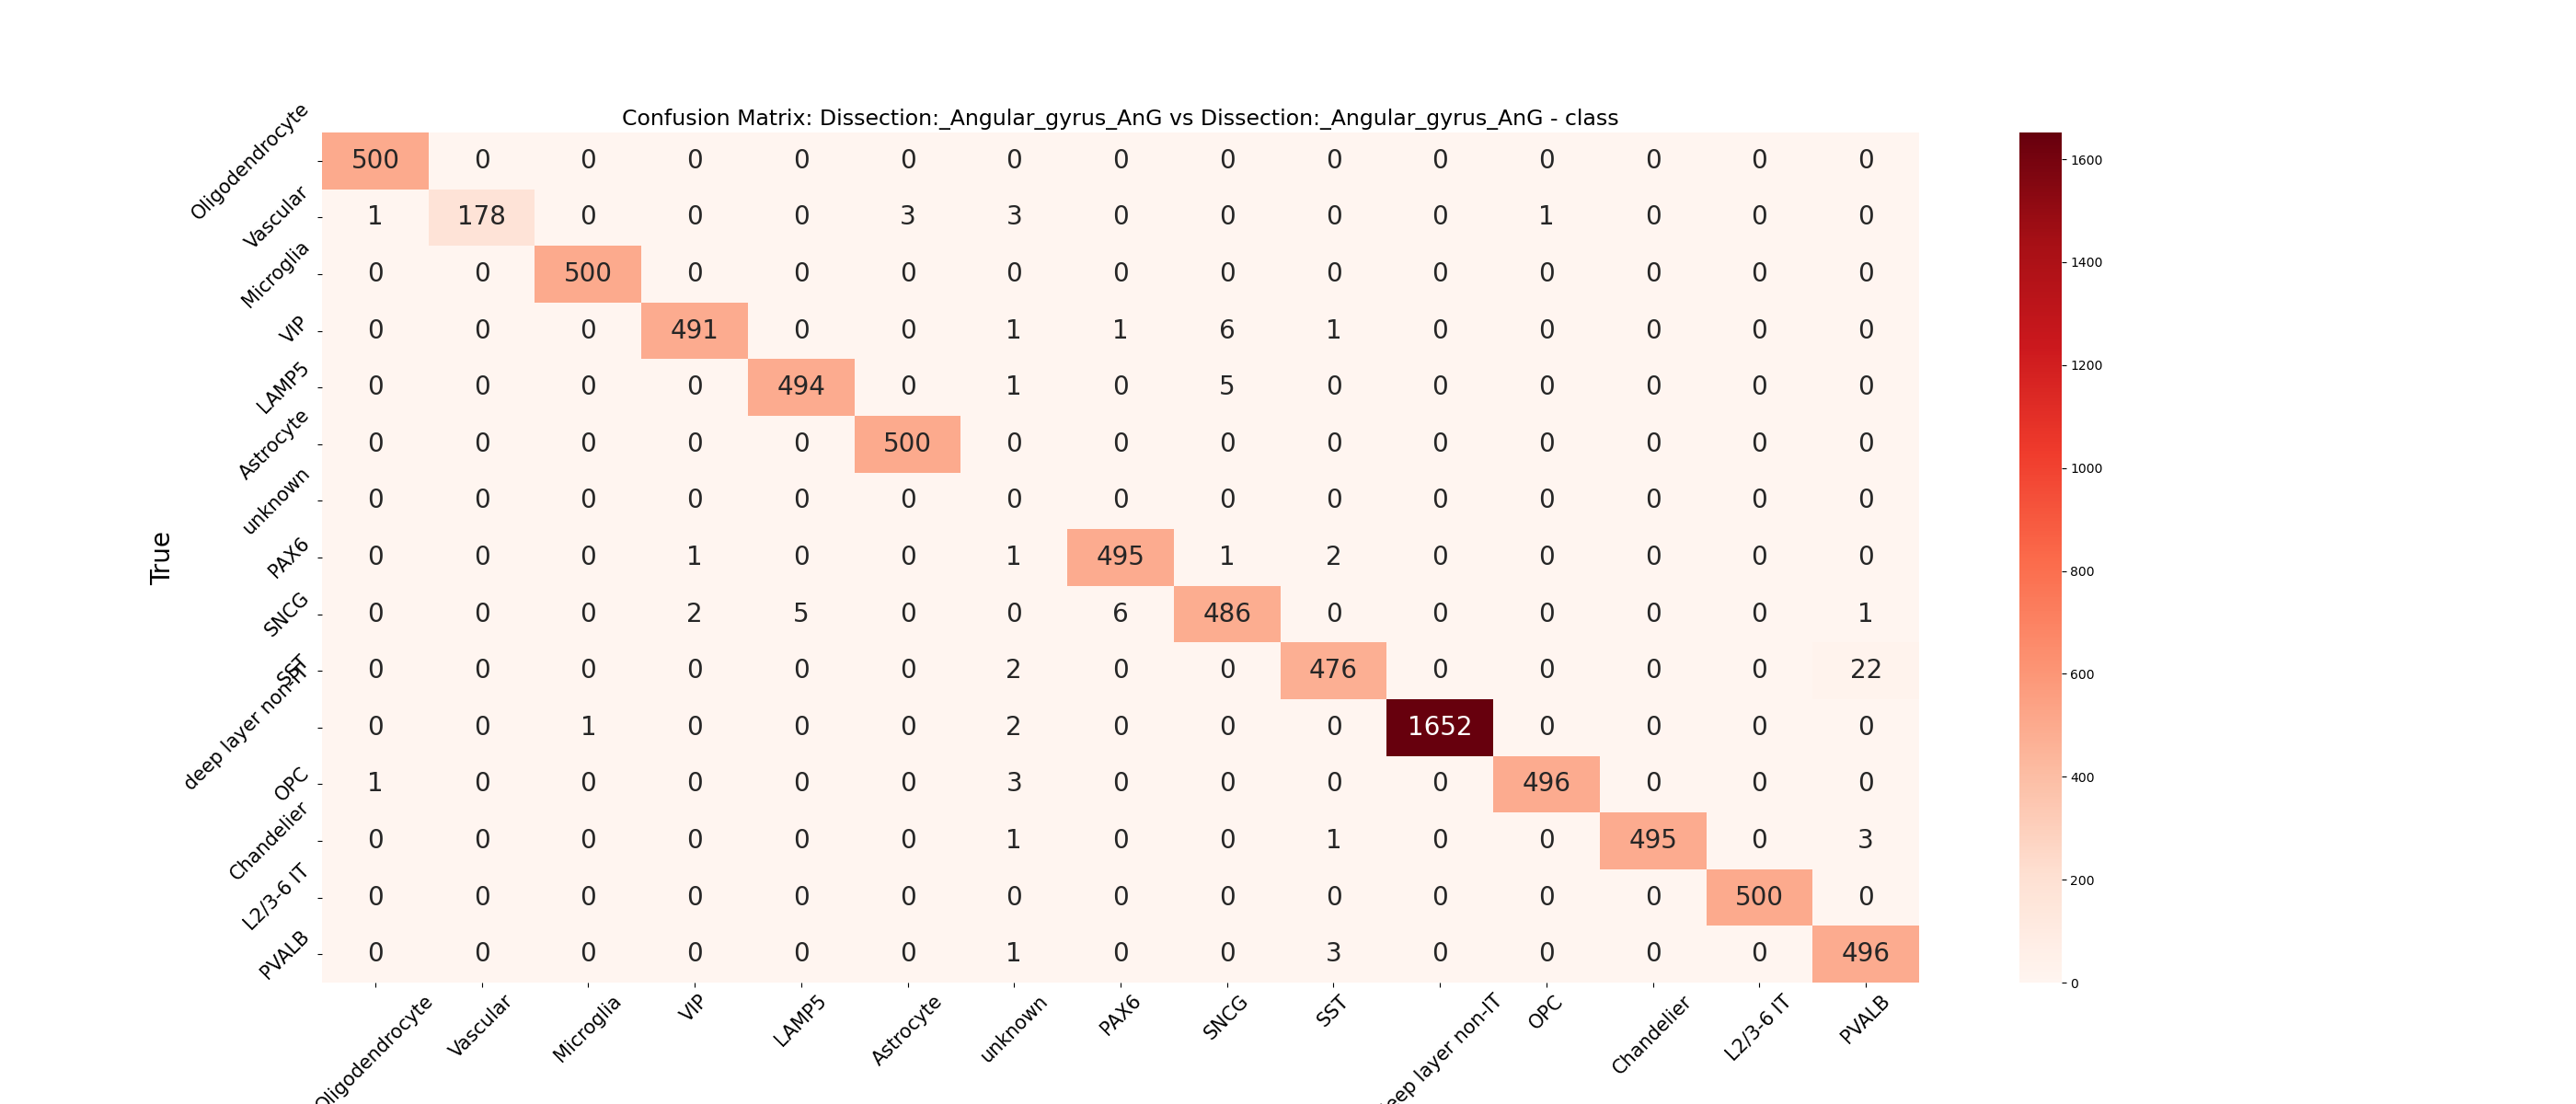 Confusion Matrix: Dissection:_Angular_gyrus_AnG vs Dissection:_Angular_gyrus_AnG - class
True
Oligodendrocyte 500 0 0 0 0 0 0 0 0 0 0 0 0 0 0
Vascular 1 178 0 0 0 3 3 0 0 0 0 1 0 0 0
Microglia 0 0 500 0 0 0 0 0 0 0 0 0 0 0 0
VIP 0 0 0 491 0 0 1 1 6 1 0 0 0 0 0
LAMP5 0 0 0 0 494 0 1 0 5 0 0 0 0 0 0
Astrocyte 0 0 0 0 0 500 0 0 0 0 0 0 0 0 0
unknown 0 0 0 0 0 0 0 0 0 0 0 0 0 0 0
PAX6 0 0 0 1 0 0 1 495 1 2 0 0 0 0 0
SNCG 0 0 0 2 5 0 0 6 486 0 0 0 0 0 1
SST 0 0 0 0 0 0 2 0 0 476 0 0 0 0 22
deep layer non-IT 0 0 1 0 0 0 2 0 0 0 1652 0 0 0 0
OPC 1 0 0 0 0 0 3 0 0 0 0 496 0 0 0
Chandelier 0 0 0 0 0 0 1 0 0 1 0 0 495 0 3
L2/3-6 IT 0 0 0 0 0 0 0 0 0 0 0 0 0 500 0
PVALB 0 0 0 0 0 0 1 0 0 3 0 0 0 0 496
Oligodendrocyte Vascular Microglia VIP LAMP5 Astrocyte unknown PAX6 SNCG SST deep layer non-IT OPC Chandelier L2/3-6 IT PVALB
1600
1400
1200
1000
800
600
400
200
0